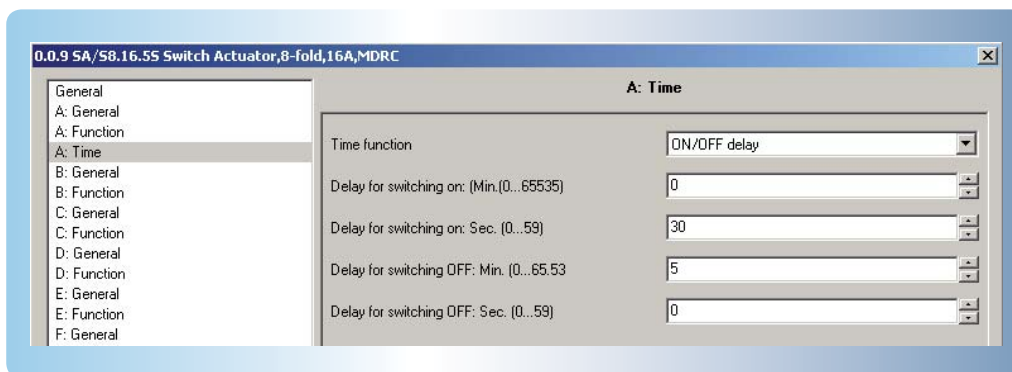 0.0.9 SA/S8.16.5S Switch Actuator,8-fold,16A,MDRC
General
A: General
A: Function
A: Time
B: General
B: Function
C: General
C: Function
D: General
D: Function
E: General
E: Function
F: General
A: Time
Time function ON/OFF delay
Delay for switching on: (Min.(0...65535) 0
Delay for switching on: Sec. (0...59) 30
Delay for switching OFF: Min. (0...65.53 5
Delay for switching OFF: Sec. (0...59) 0